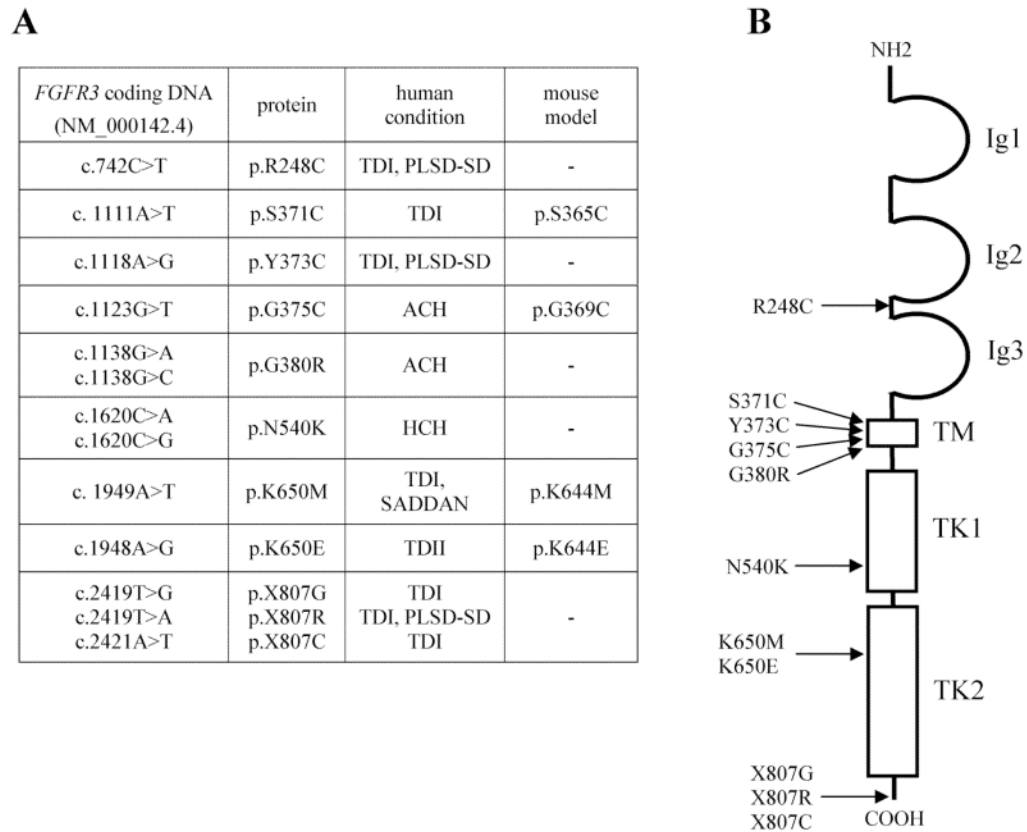 A
FGFR3 coding DNA
(NM_000142.4)
protein
human
condition
mouse
model
c.742C>T
p.R248C
TDI, PLSD-SD
-
c. 1111A>T
p.S371C
TDI
p.S365C
c.1118A>G
p.Y373C
TDI, PLSD-SD
-
c.1123G>T
p.G375C
ACH
p.G369C
c.1138G>A
c.1138G>C
p.G380R
ACH
-
c.1620C>A
c.1620C>G
p.N540K
HCH
-
c. 1949A>T
p.K650M
TDI,
SADDAN
p.K644M
c.1948A>G
p.K650E
TDII
p.K644E
c.2419T>G
c.2419T>A
c.2421A>T
p.X807G
p.X807R
p.X807C
TDI
TDI, PLSD-SD
TDI
-
B
NH2
Ig1
Ig2
R248C
Ig3
S371C
Y373C
G375C
G380R
TM
TK1
N540K
K650M
K650E
TK2
X807G
X807R
X807C
COOH